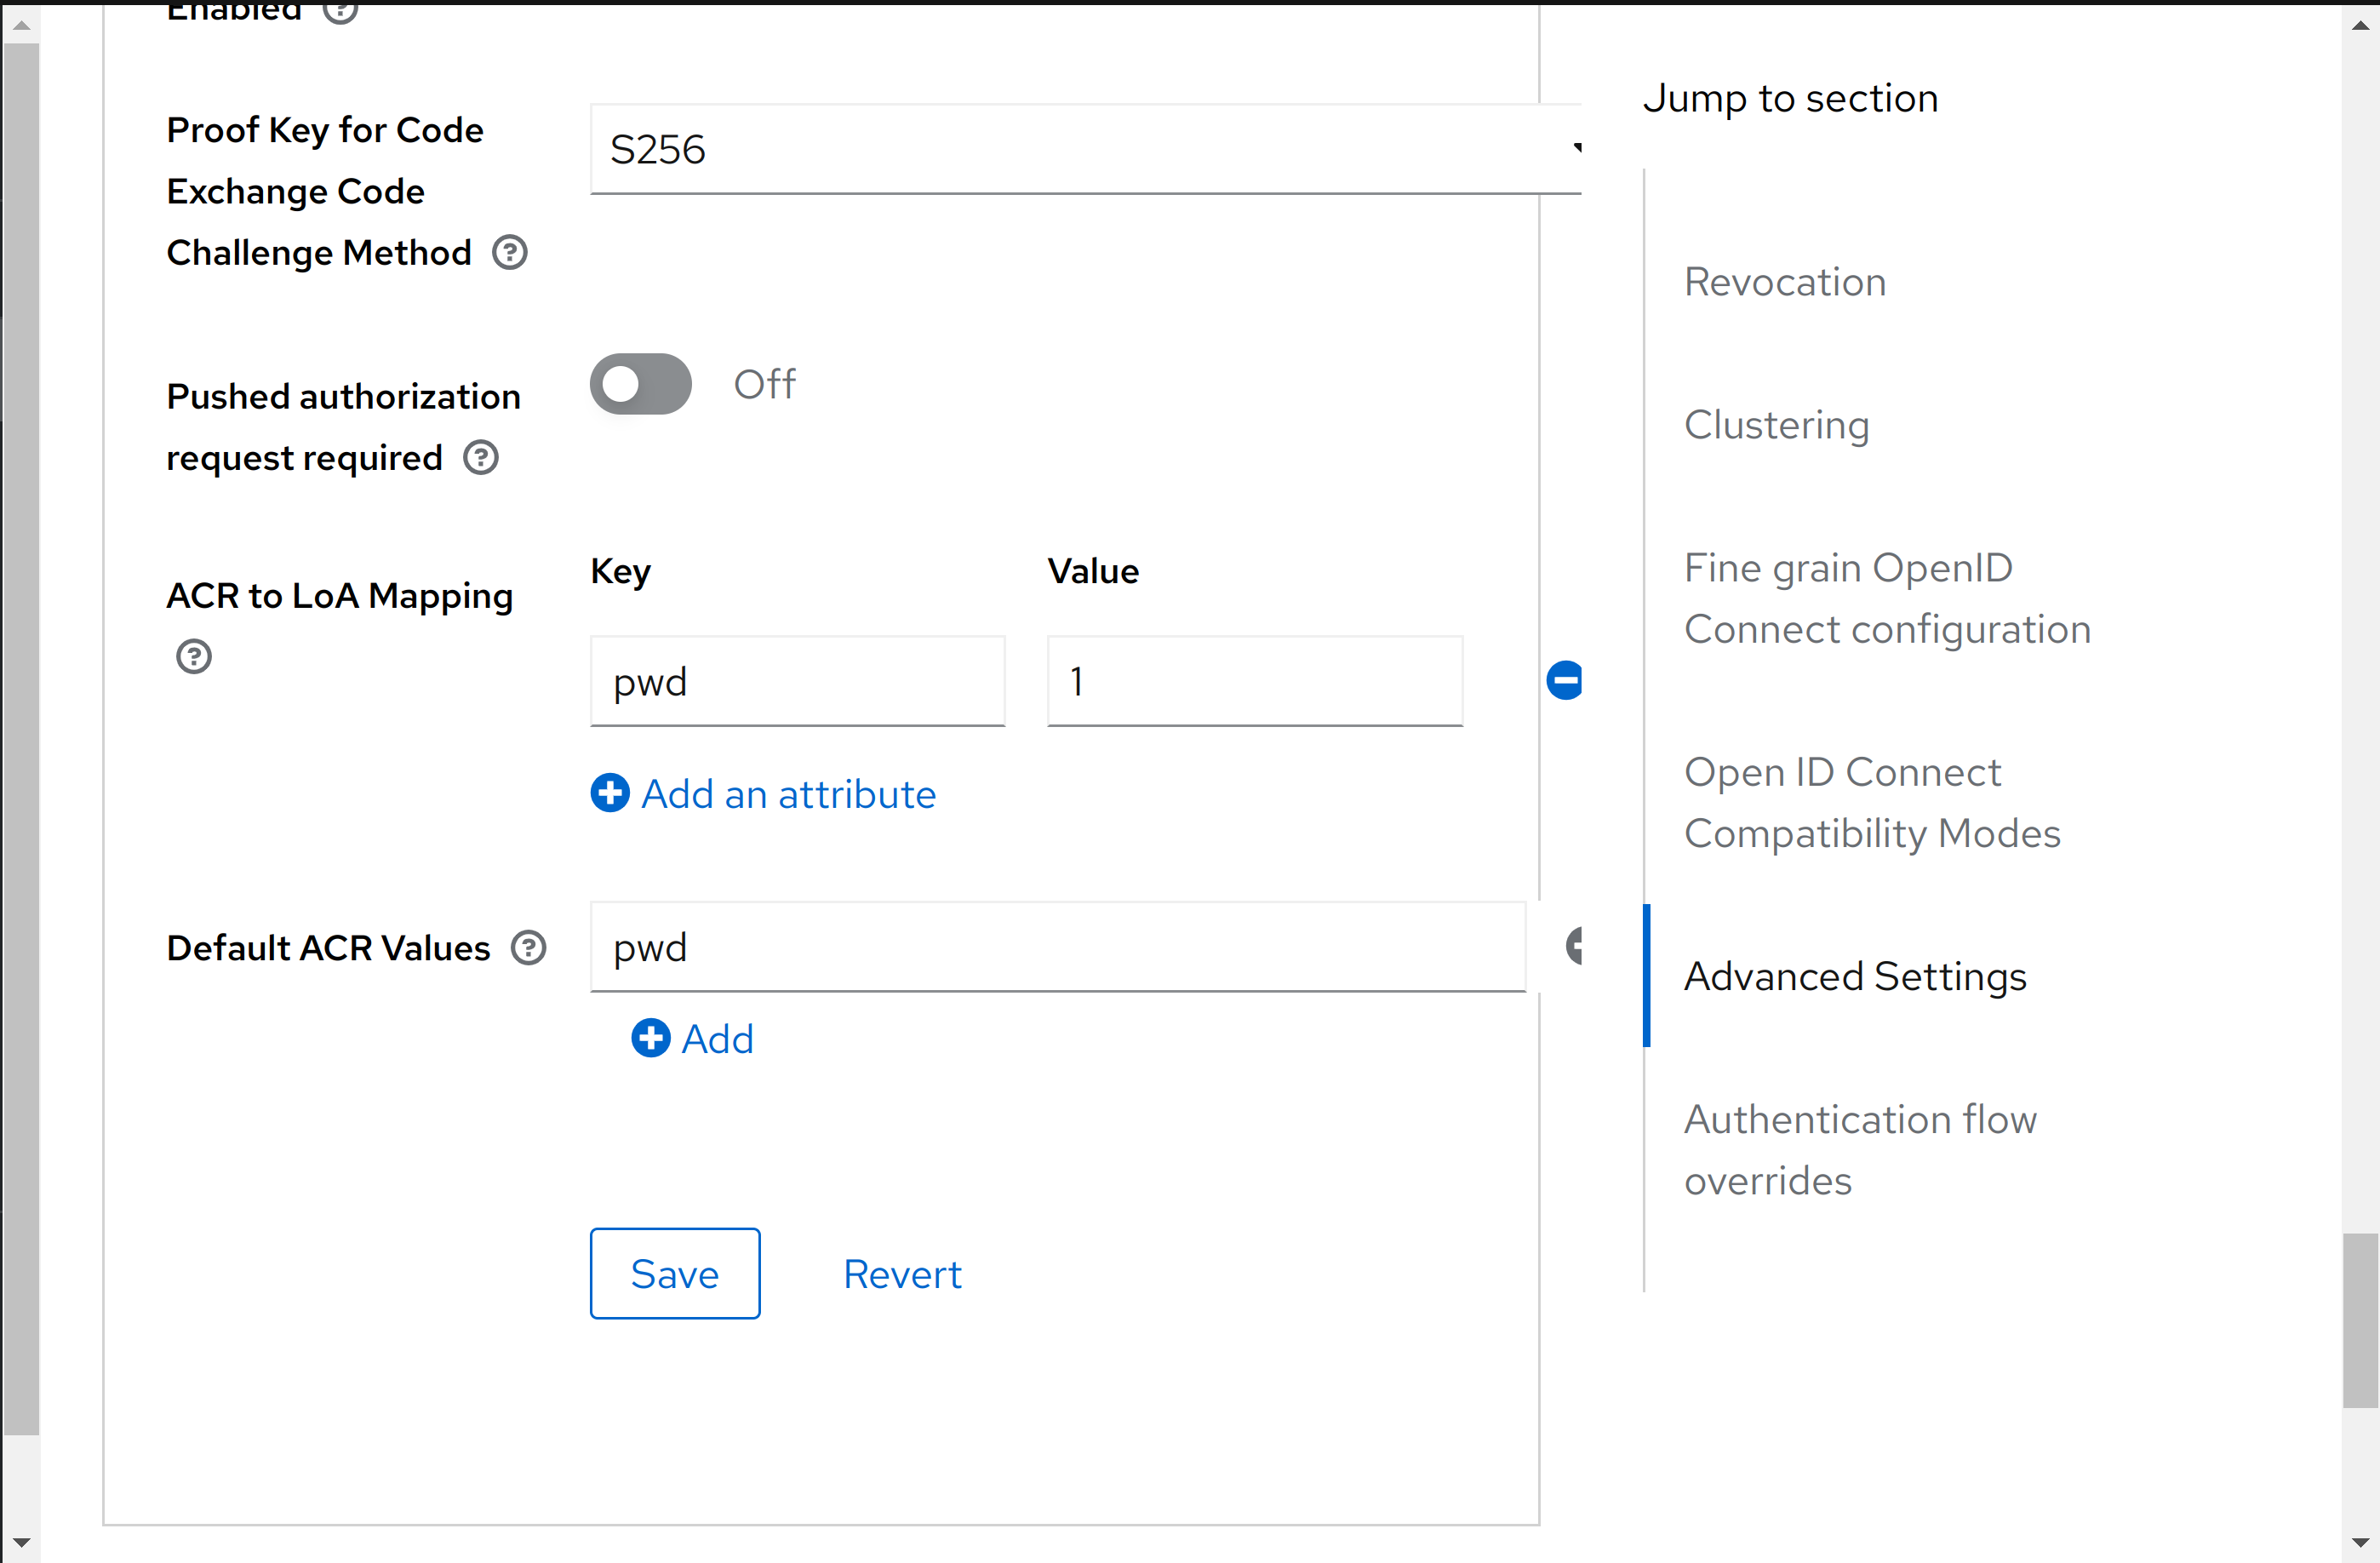 Enabled
Proof Key for Code
Exchange Code
Challenge Method
S256
Pushed authorization
request required
Off
ACR to LoA Mapping
Key
Value
pwd
1
Add an attribute
Default ACR Values
pwd
Add
Save
Revert
Jump to section
Revocation
Clustering
Fine grain OpenID
Connect configuration
Open ID Connect
Compatibility Modes
Advanced Settings
Authentication flow
overrides